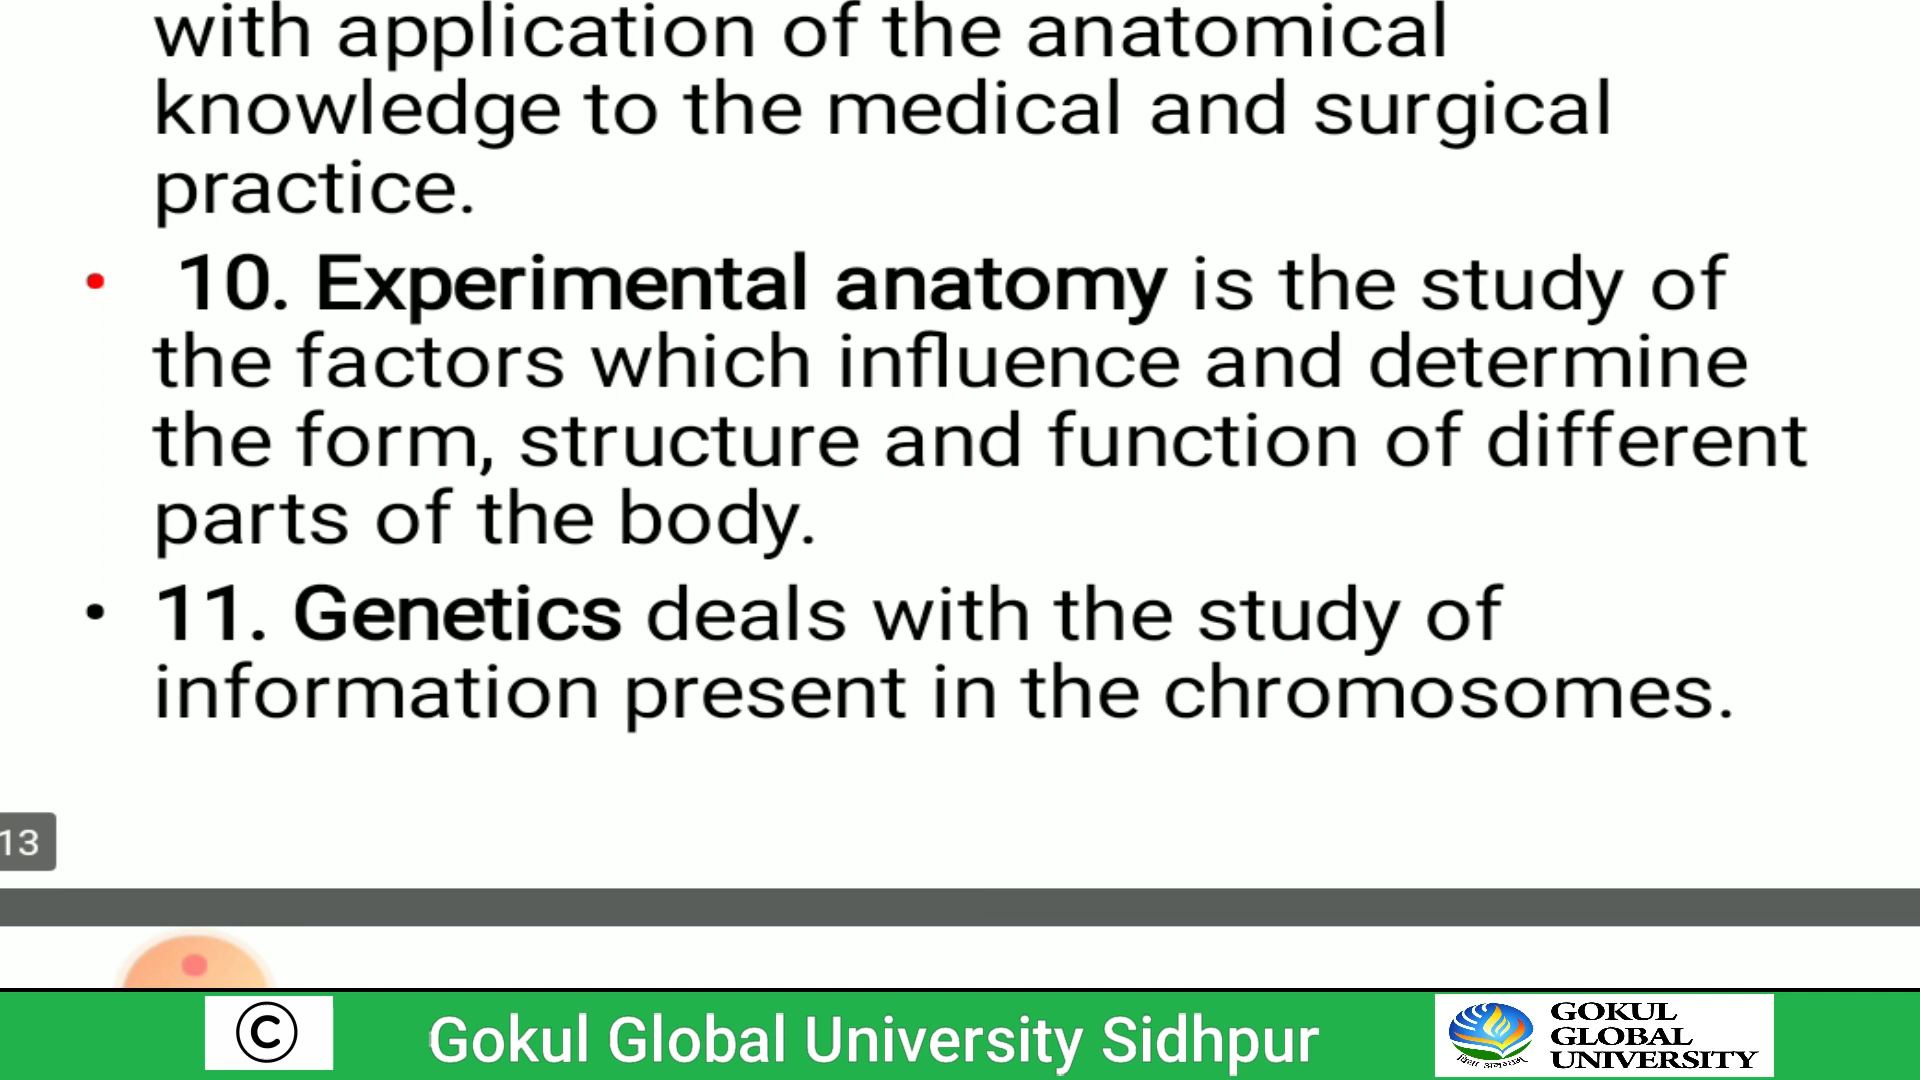 with application of the anatomical
knowledge to the medical and surgical
practice.
• 10. Experimental anatomy is the study of
the factors which influence and determine
the form, structure and function of different
parts of the body.
• 11. Genetics deals with the study of
information present in the chromosomes.
13
© Gokul Global University Sidhpur
GOKUL
GLOBAL
UNIVERSITY